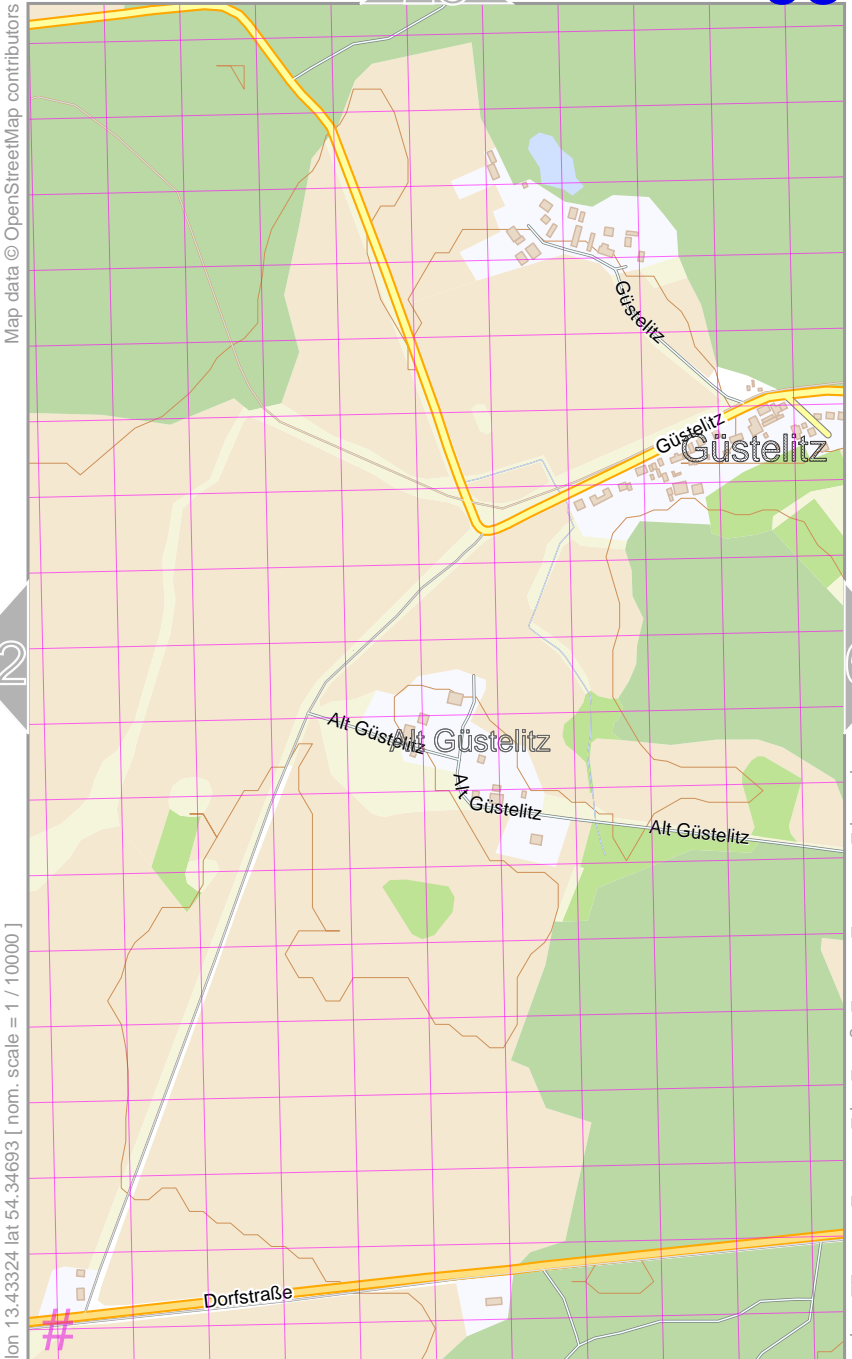 Map data © OpenStreetMap contributors
Güstelitz
Güstelitz
Güstelitz
2
Alt Güstelitz
Alt Güstelitz
Alt Güstelitz
Alt Güstelitz
lon 13.43324 lat 54.34693 [ nom. scale = 1 / 10000 ]
Dorfstraße
#